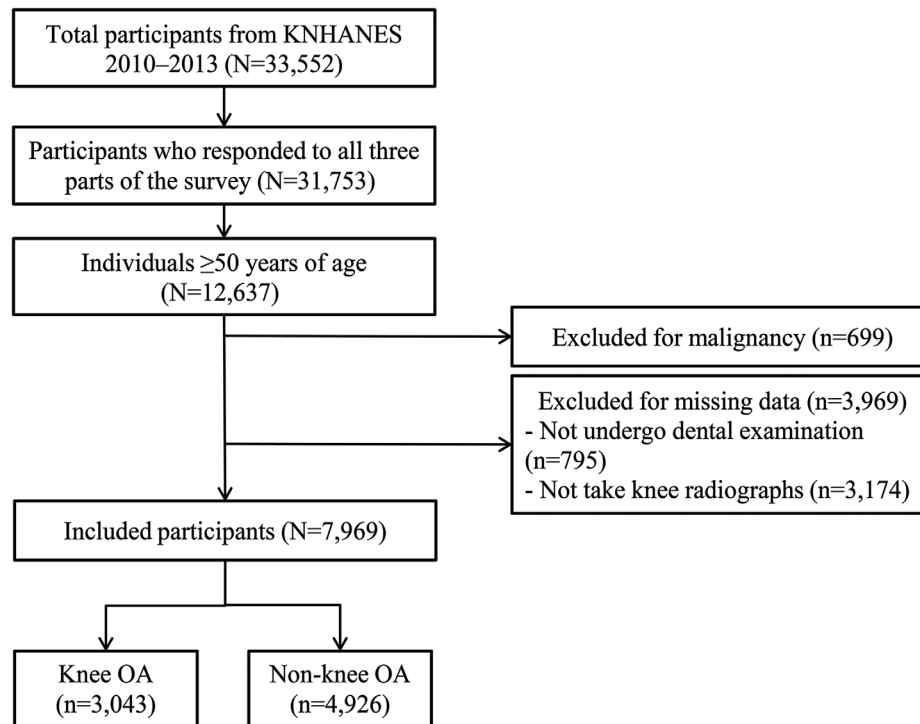 Total participants from KNHANES
2010–2013 (N=33,552)
Participants who responded to all three
parts of the survey (N=31,753)
Individuals ≥50 years of age
(N=12,637)
Excluded for malignancy (n=699)
Excluded for missing data (n=3,969)
- Not undergo dental examination
(n=795)
- Not take knee radiographs (n=3,174)
Included participants (N=7,969)
Knee OA
(n=3,043)
Non-knee OA
(n=4,926)